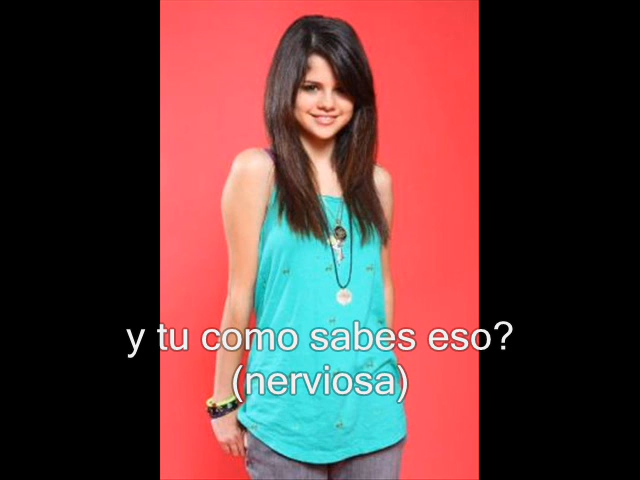 y tu como sabes eso?
(nerviosa)